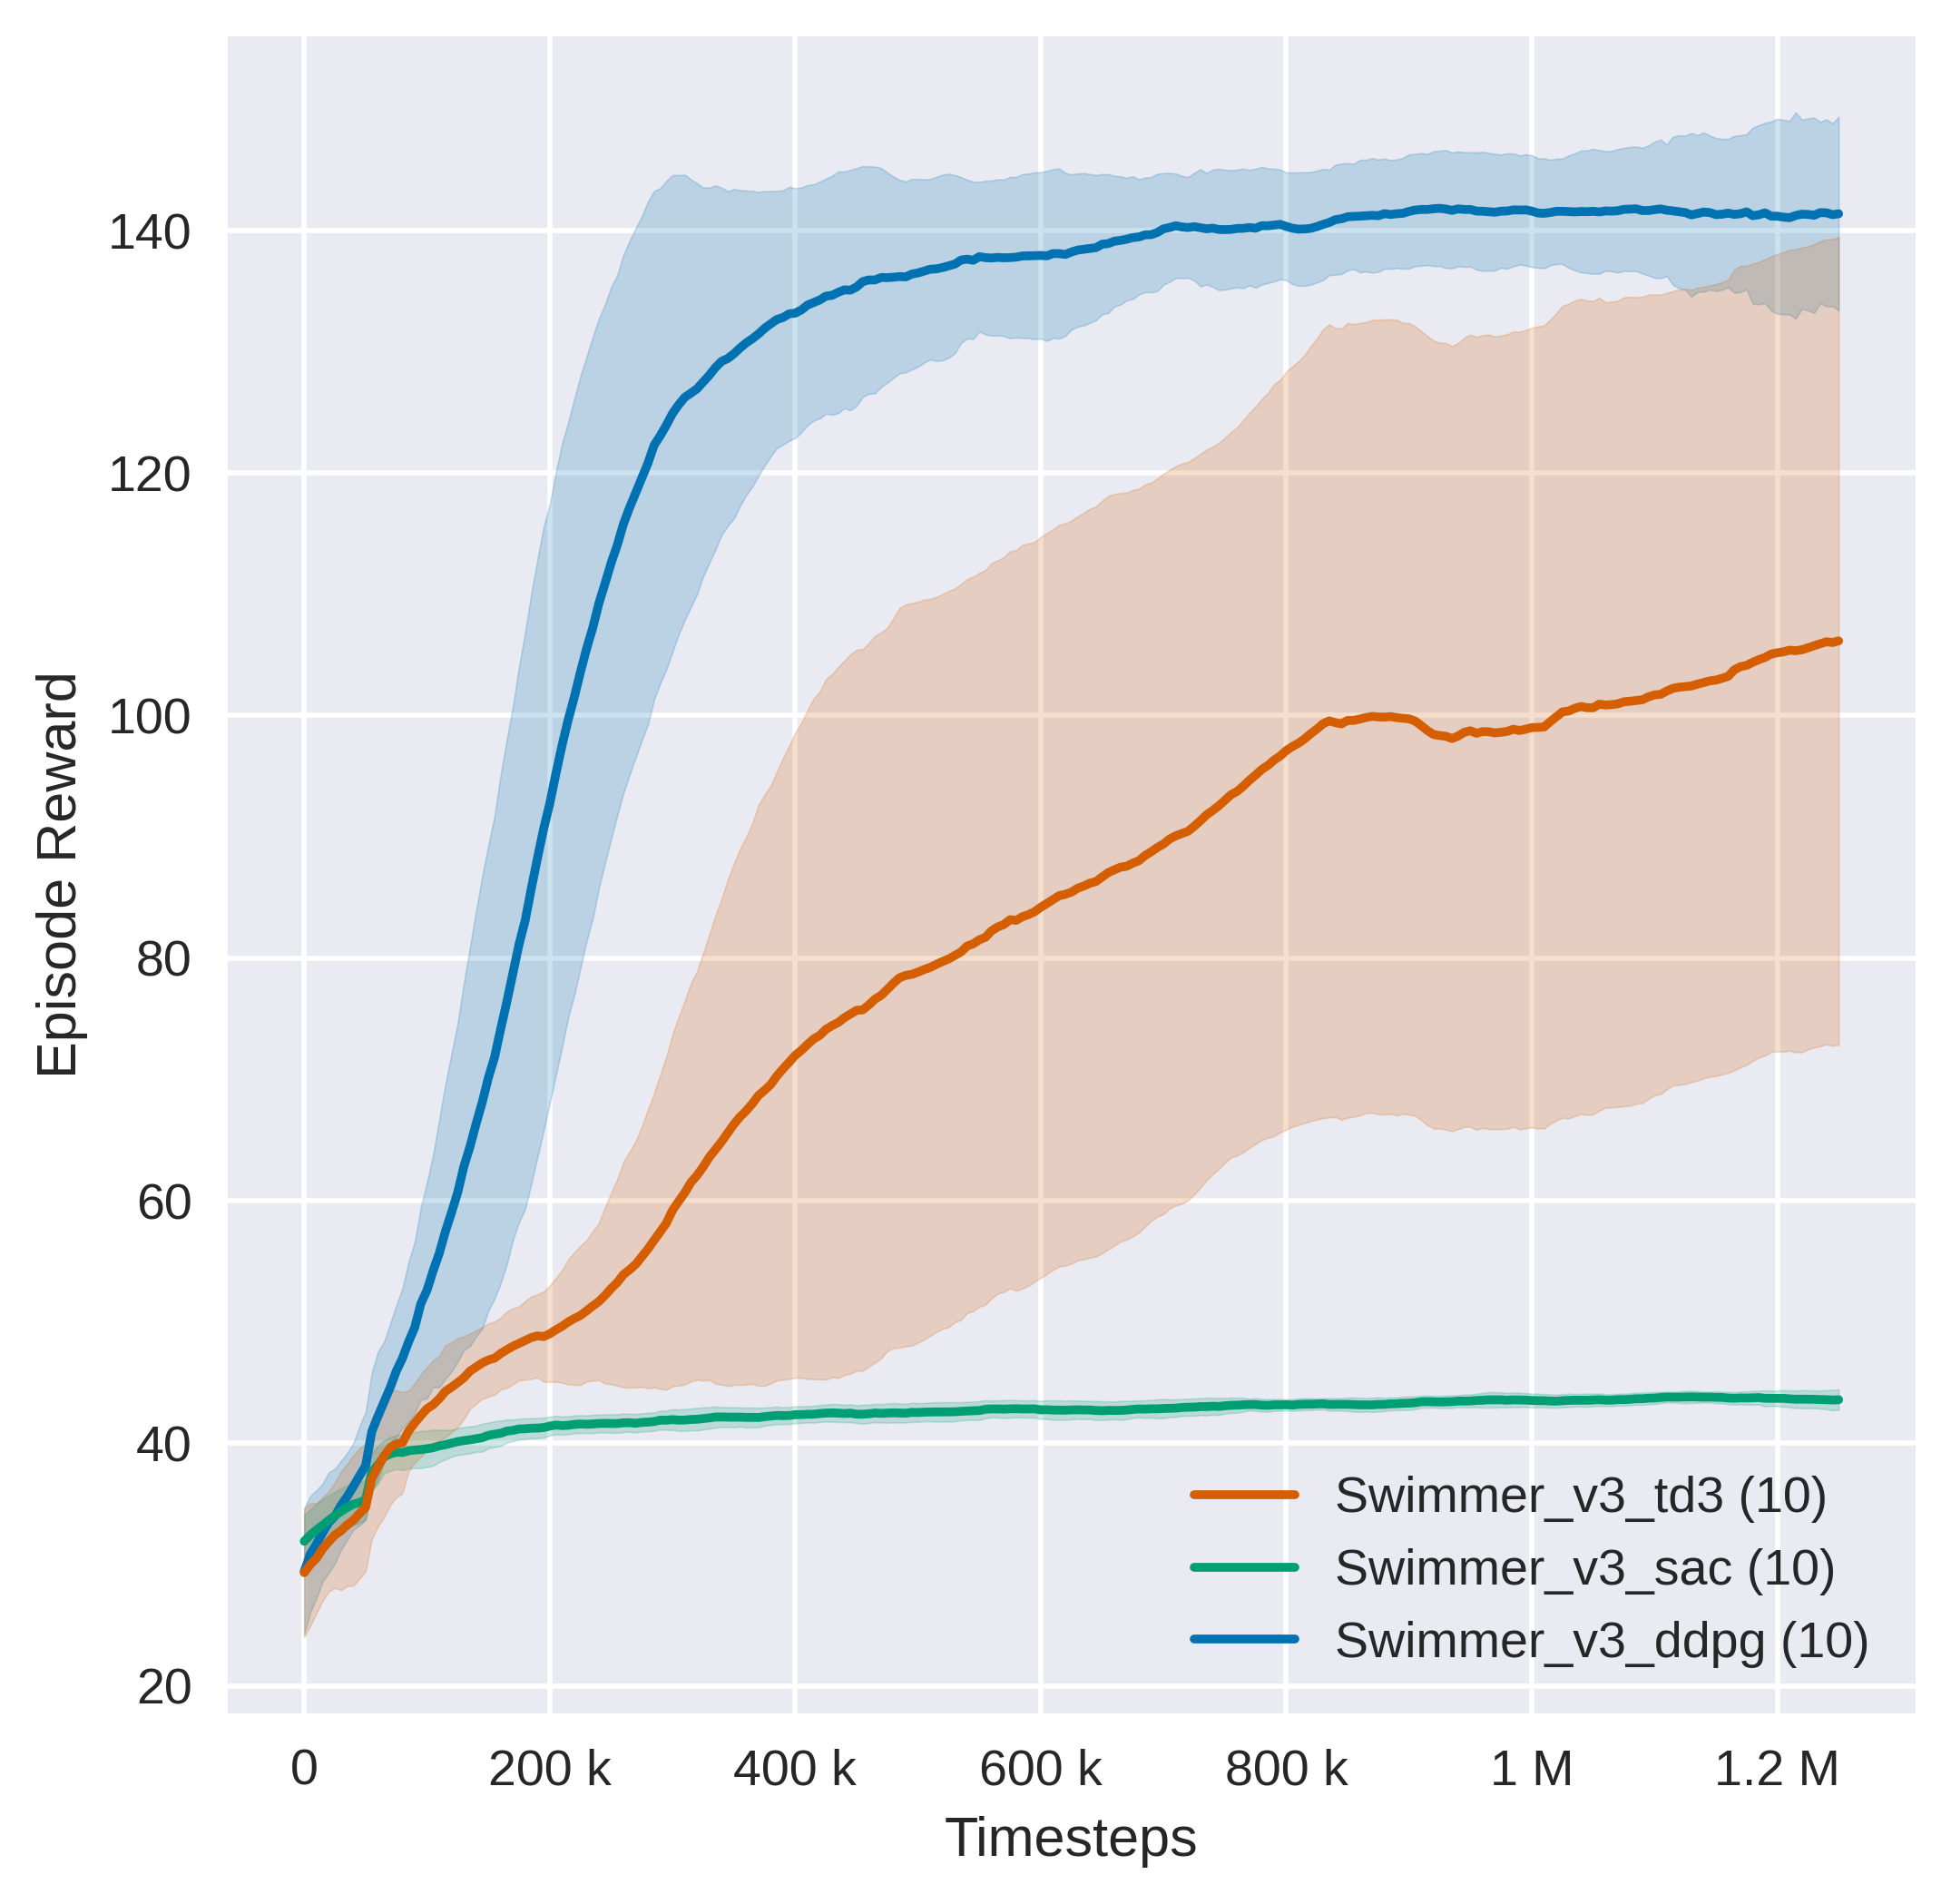 140
120
100
80
60
40
20
Episode Reward
Swimmer_v3_td3 (10)
Swimmer_v3_sac (10)
Swimmer_v3_ddpg (10)
0 200 k 400 k 600 k 800 k 1 M 1.2 M
Timesteps